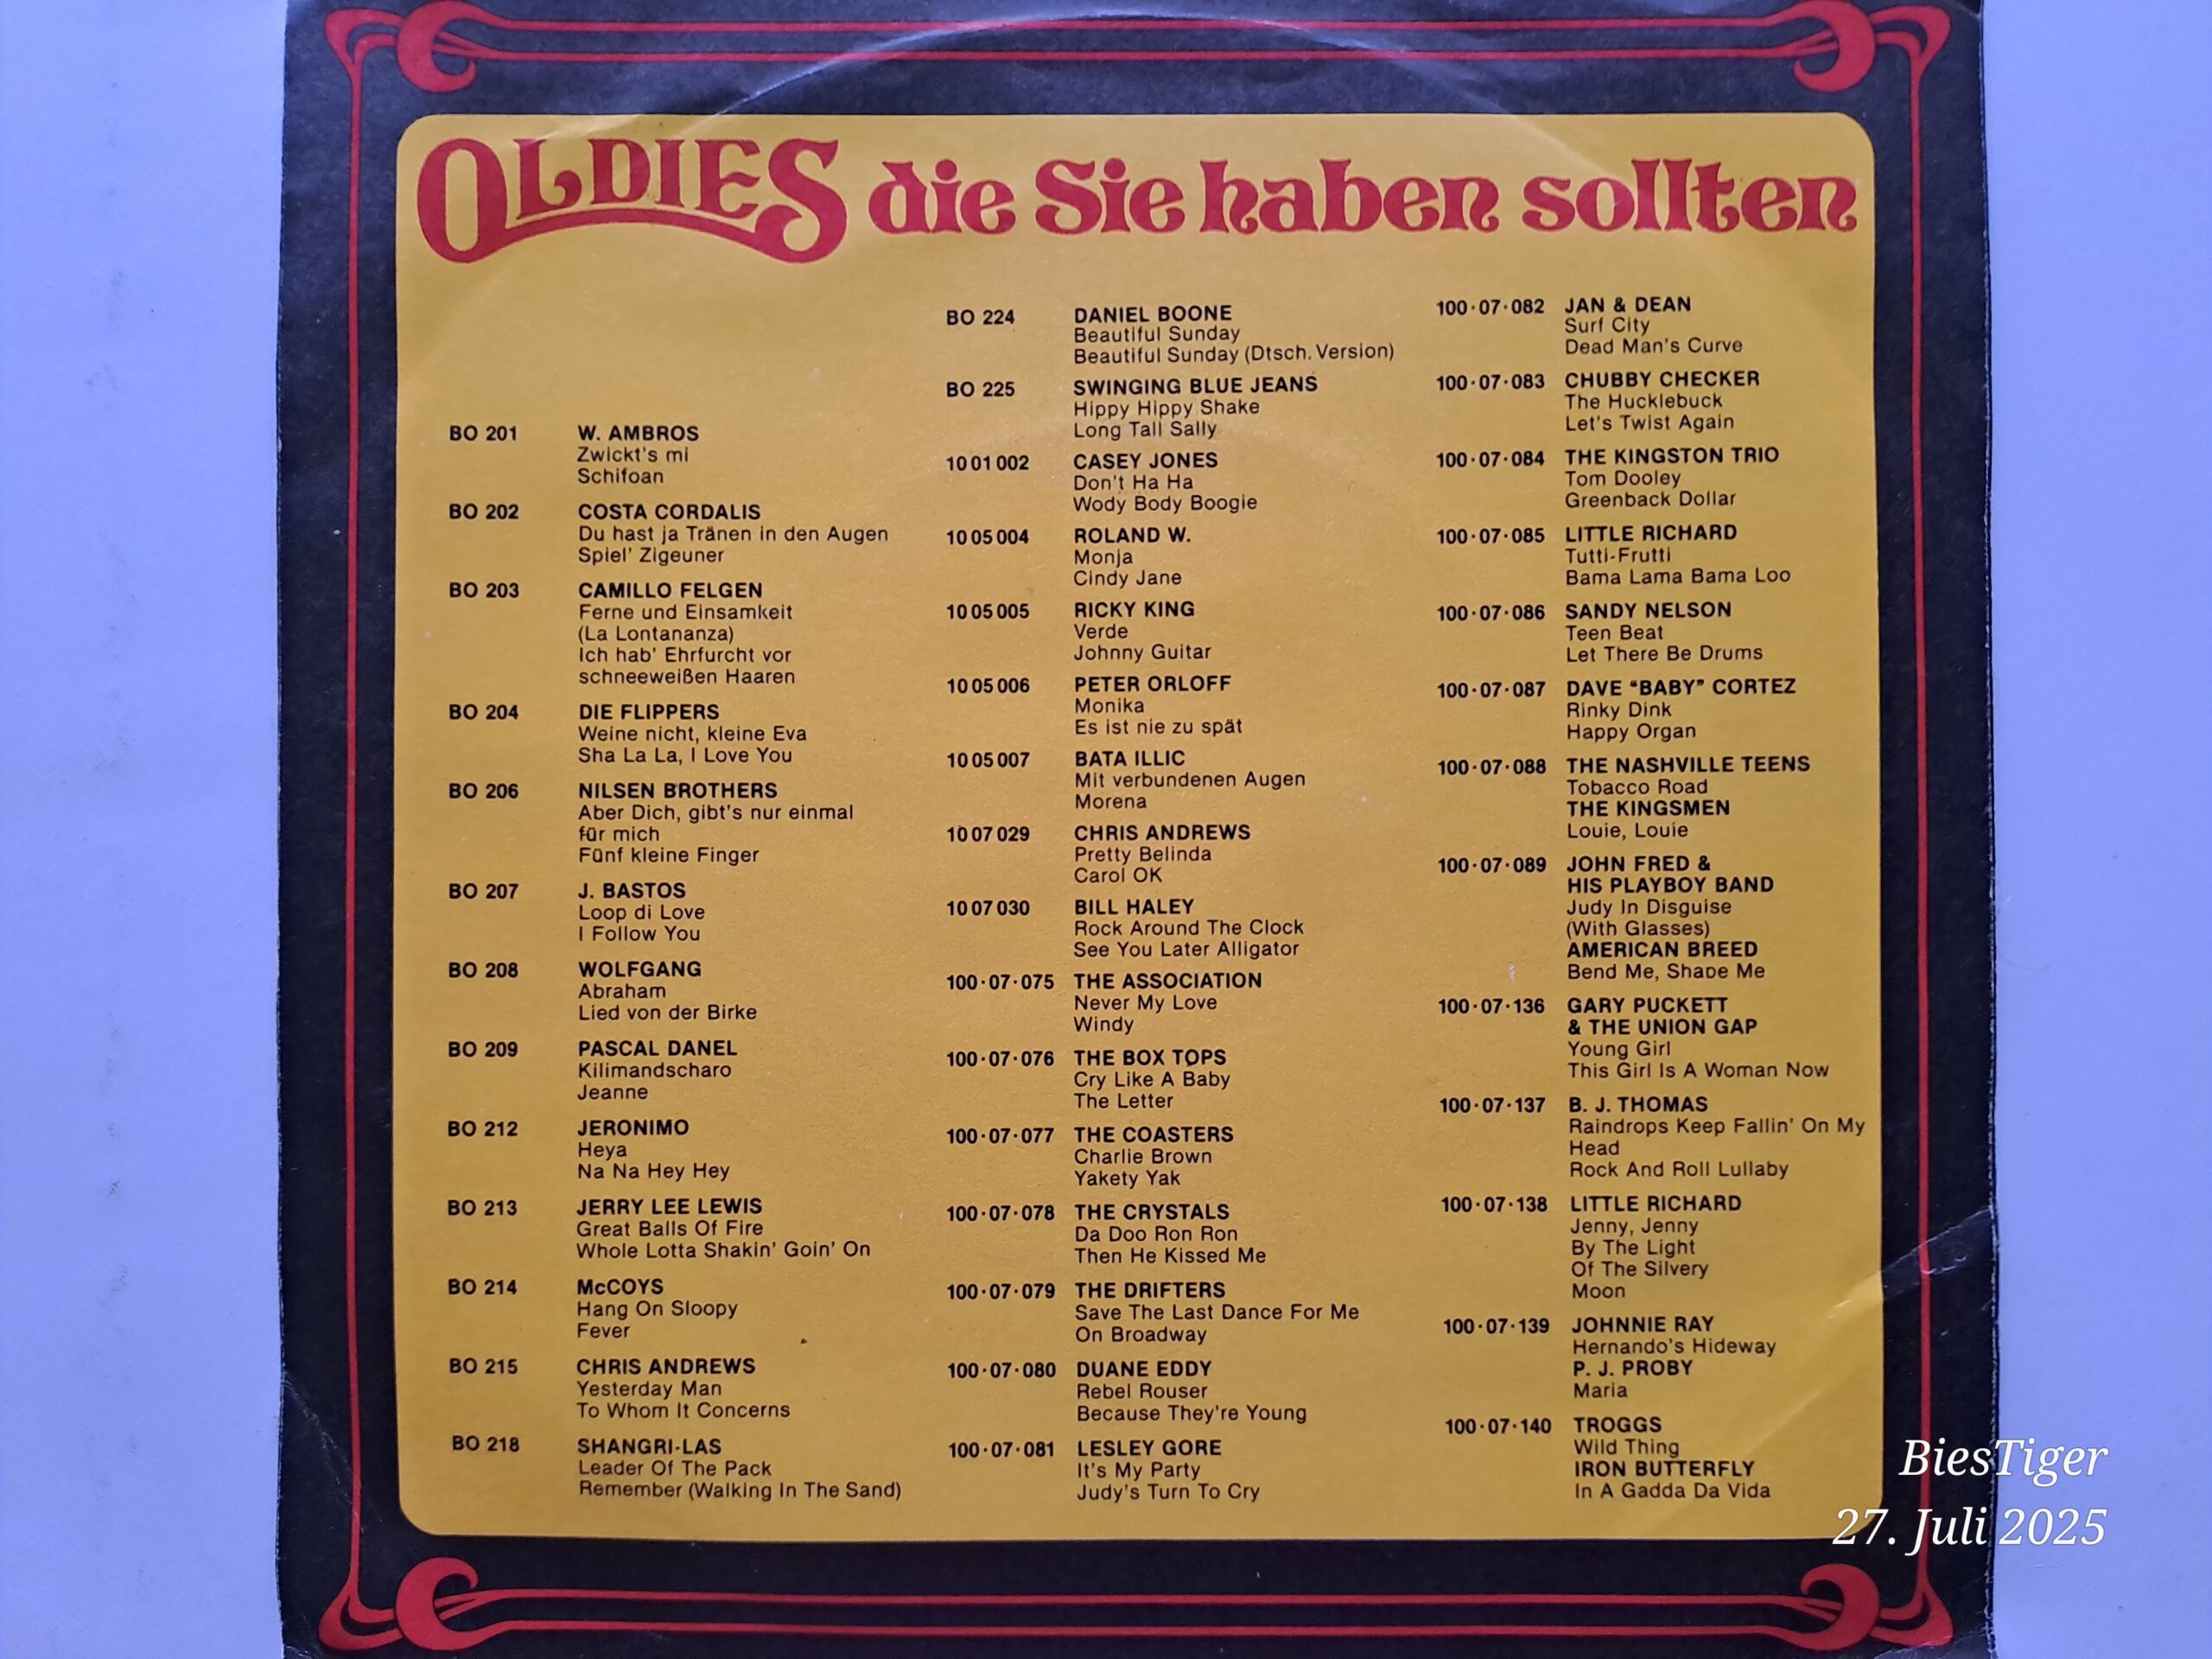 OLDIES die Sie haben sollten
BO 201 W. AMBROS
Zwickt's mi
Schifoan
BO 202 COSTA CORDALIS
Du hast ja Tränen in den Augen
Spiel' Zigeuner
BO 203 CAMILLO FELGEN
Ferne und Einsamkeit
(La Lontananza)
Ich hab' Ehrfurcht vor
schneeweißen Haaren
BO 204 DIE FLIPPERS
Weine nicht, kleine Eva
Sha La La, I Love You
BO 206 NILSEN BROTHERS
Aber Dich, gibt's nur einmal
für mich
Fünf kleine Finger
BO 207 J. BASTOS
Loop di Love
I Follow You
BO 208 WOLFGANG
Abraham
Lied von der Birke
BO 209 PASCAL DANEL
Kilimandscharo
Jeanne
BO 212 JERONIMO
Heya
Na Na Hey Hey
BO 213 JERRY LEE LEWIS
Great Balls Of Fire
Whole Lotta Shakin' Goin' On
BO 214 McCOYS
Hang On Sloopy
Fever
BO 215 CHRIS ANDREWS
Yesterday Man
To Whom It Concerns
BO 218 SHANGRI-LAS
Leader Of The Pack
Remember (Walking In The Sand)
BO 224 DANIEL BOONE
Beautiful Sunday
Beautiful Sunday (Dtsch. Version)
BO 225 SWINGING BLUE JEANS
Hippy Hippy Shake
Long Tall Sally
10 01 002 CASEY JONES
Don't Ha Ha
Wody Body Boogie
10 05 004 ROLAND W.
Monja
Cindy Jane
10 05 005 RICKY KING
Verde
Johnny Guitar
10 05 006 PETER ORLOFF
Monika
Es ist nie zu spät
10 05 007 BATA ILLIC
Mit verbundenen Augen
Morena
10 07 029 CHRIS ANDREWS
Pretty Belinda
Carol OK
10 07 030 BILL HALEY
Rock Around The Clock
See You Later Alligator
100·07·075 THE ASSOCIATION
Never My Love
Windy
100·07·076 THE BOX TOPS
Cry Like A Baby
The Letter
100·07·077 THE COASTERS
Charlie Brown
Yakety Yak
100·07·078 THE CRYSTALS
Da Doo Ron Ron
Then He Kissed Me
100·07·079 THE DRIFTERS
Save The Last Dance For Me
On Broadway
100·07·080 DUANE EDDY
Rebel Rouser
Because They're Young
100·07·081 LESLEY GORE
It's My Party
Judy's Turn To Cry
100·07·082 JAN & DEAN
Surf City
Dead Man's Curve
100·07·083 CHUBBY CHECKER
The Hucklebuck
Let's Twist Again
100·07·084 THE KINGSTON TRIO
Tom Dooley
Greenback Dollar
100·07·085 LITTLE RICHARD
Tutti-Frutti
Bama Lama Bama Loo
100·07·086 SANDY NELSON
Teen Beat
Let There Be Drums
100·07·087 DAVE "BABY" CORTEZ
Rinky Dink
Happy Organ
100·07·088 THE NASHVILLE TEENS
Tobacco Road
THE KINGSMEN
Louie, Louie
100·07·089 JOHN FRED &
HIS PLAYBOY BAND
Judy In Disguise
(With Glasses)
AMERICAN BREED
Bend Me, Shape Me
100·07·136 GARY PUCKETT
& THE UNION GAP
Young Girl
This Girl Is A Woman Now
100·07·137 B. J. THOMAS
Raindrops Keep Fallin' On My
Head
Rock And Roll Lullaby
100·07·138 LITTLE RICHARD
Jenny, Jenny
By The Light
Of The Silvery
Moon
100·07·139 JOHNNIE RAY
Hernando's Hideway
P. J. PROBY
Maria
100·07·140 TROGGS
Wild Thing
IRON BUTTERFLY
In A Gadda Da Vida
BiesTiger
27. Juli 2025